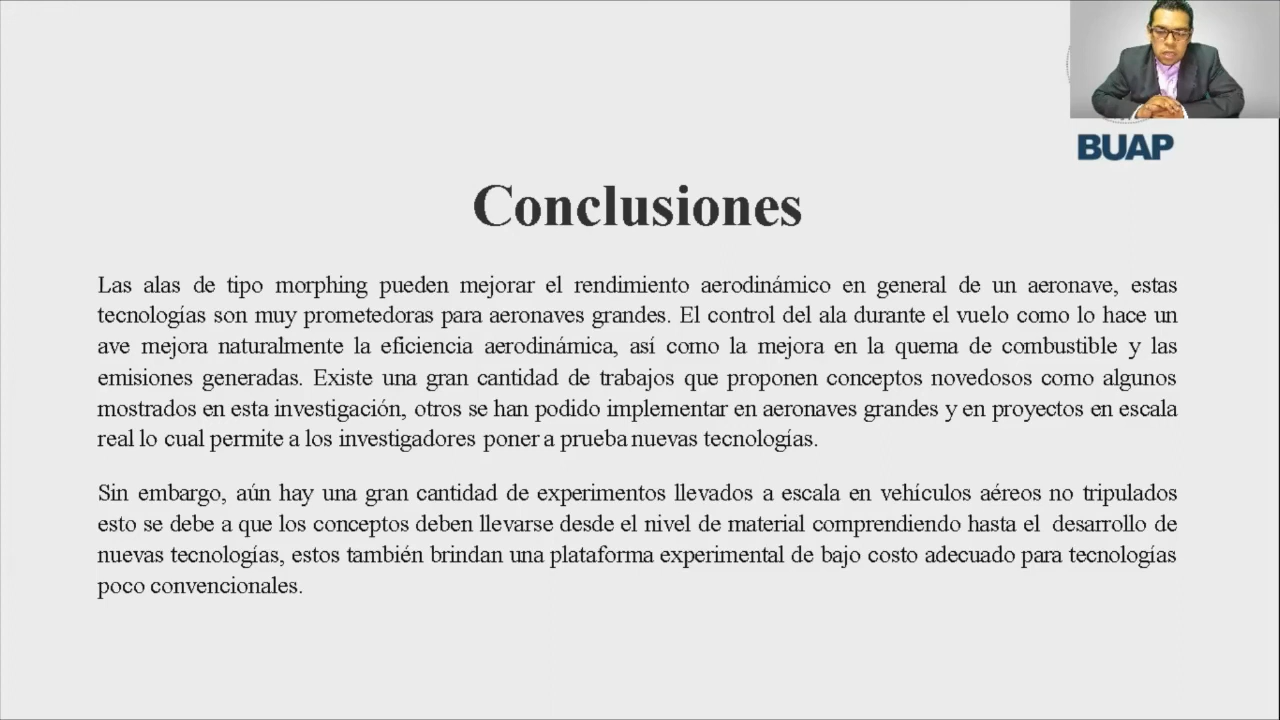 BUAP
Conclusiones
Las alas de tipo morphing pueden mejorar el rendimiento aerodinámico en general de un aeronave, estas
tecnologías son muy prometedoras para aeronaves grandes. El control del ala durante el vuelo como lo hace un
ave mejora naturalmente la eficiencia aerodinámica, así como la mejora en la quema de combustible y las
emisiones generadas. Existe una gran cantidad de trabajos que proponen conceptos novedosos como algunos
mostrados en esta investigación, otros se han podido implementar en aeronaves grandes y en proyectos en escala
real lo cual permite a los investigadores poner a prueba nuevas tecnologías.
Sin embargo, aún hay una gran cantidad de experimentos llevados a escala en vehículos aéreos no tripulados
esto se debe a que los conceptos deben llevarse desde el nivel de material comprendiendo hasta el desarrollo de
nuevas tecnologías, estos también brindan una plataforma experimental de bajo costo adecuado para tecnologías
poco convencionales.